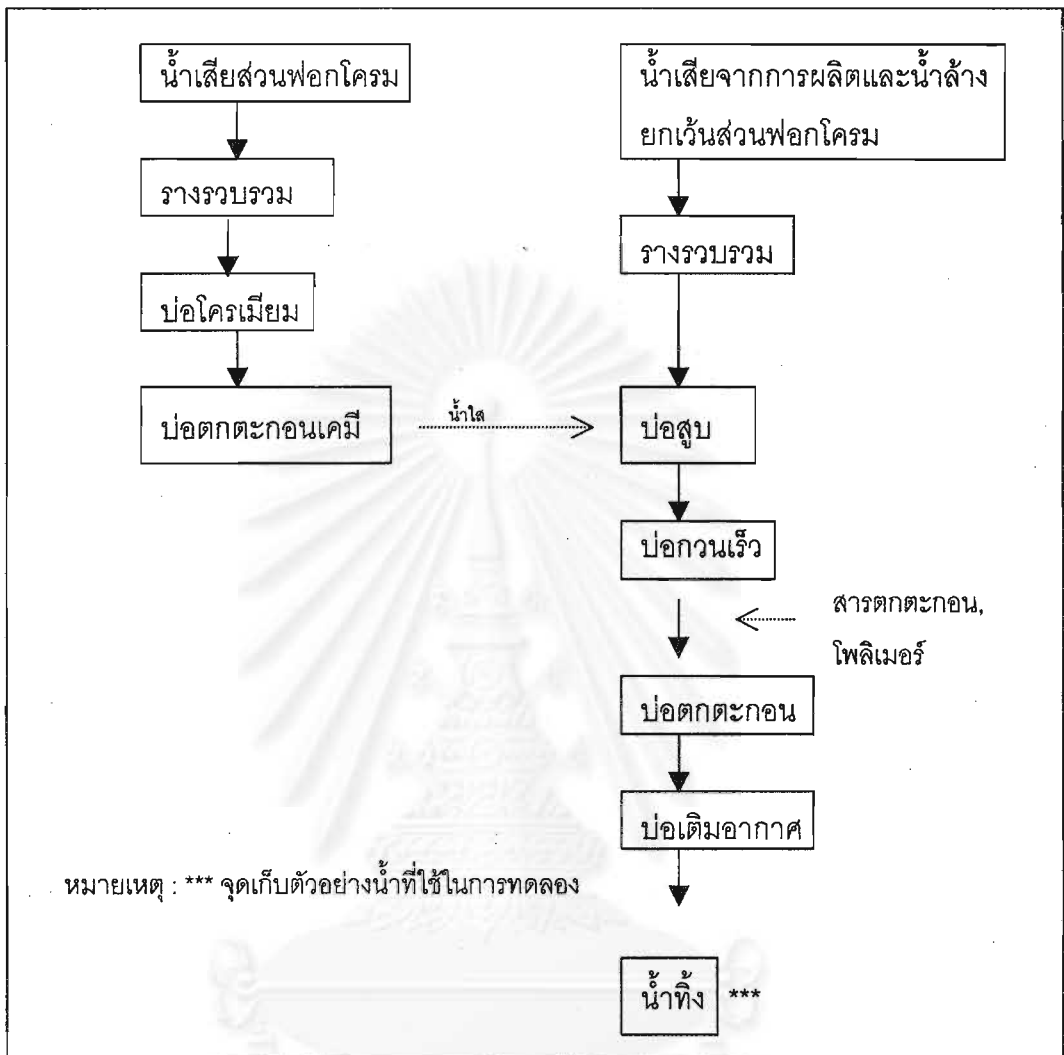 น้ำเสียส่วนฟอกโครม
รางรวบรวม
บ่อโครเมียม
บ่อตกตะกอนเคมี
น้ำใส
น้ำเสียจากการผลิตและน้ำล้าง
ยกเว้นส่วนฟอกโครม
รางรวบรวม
บ่อสูบ
บ่อกวนเร็ว
สารตกตะกอน,
โพลิเมอร์
บ่อตกตะกอน
บ่อเติมอากาศ
หมายเหตุ : *** จุดเก็บตัวอย่างน้ำที่ใช้ในการทดลอง
น้ำทิ้ง ***